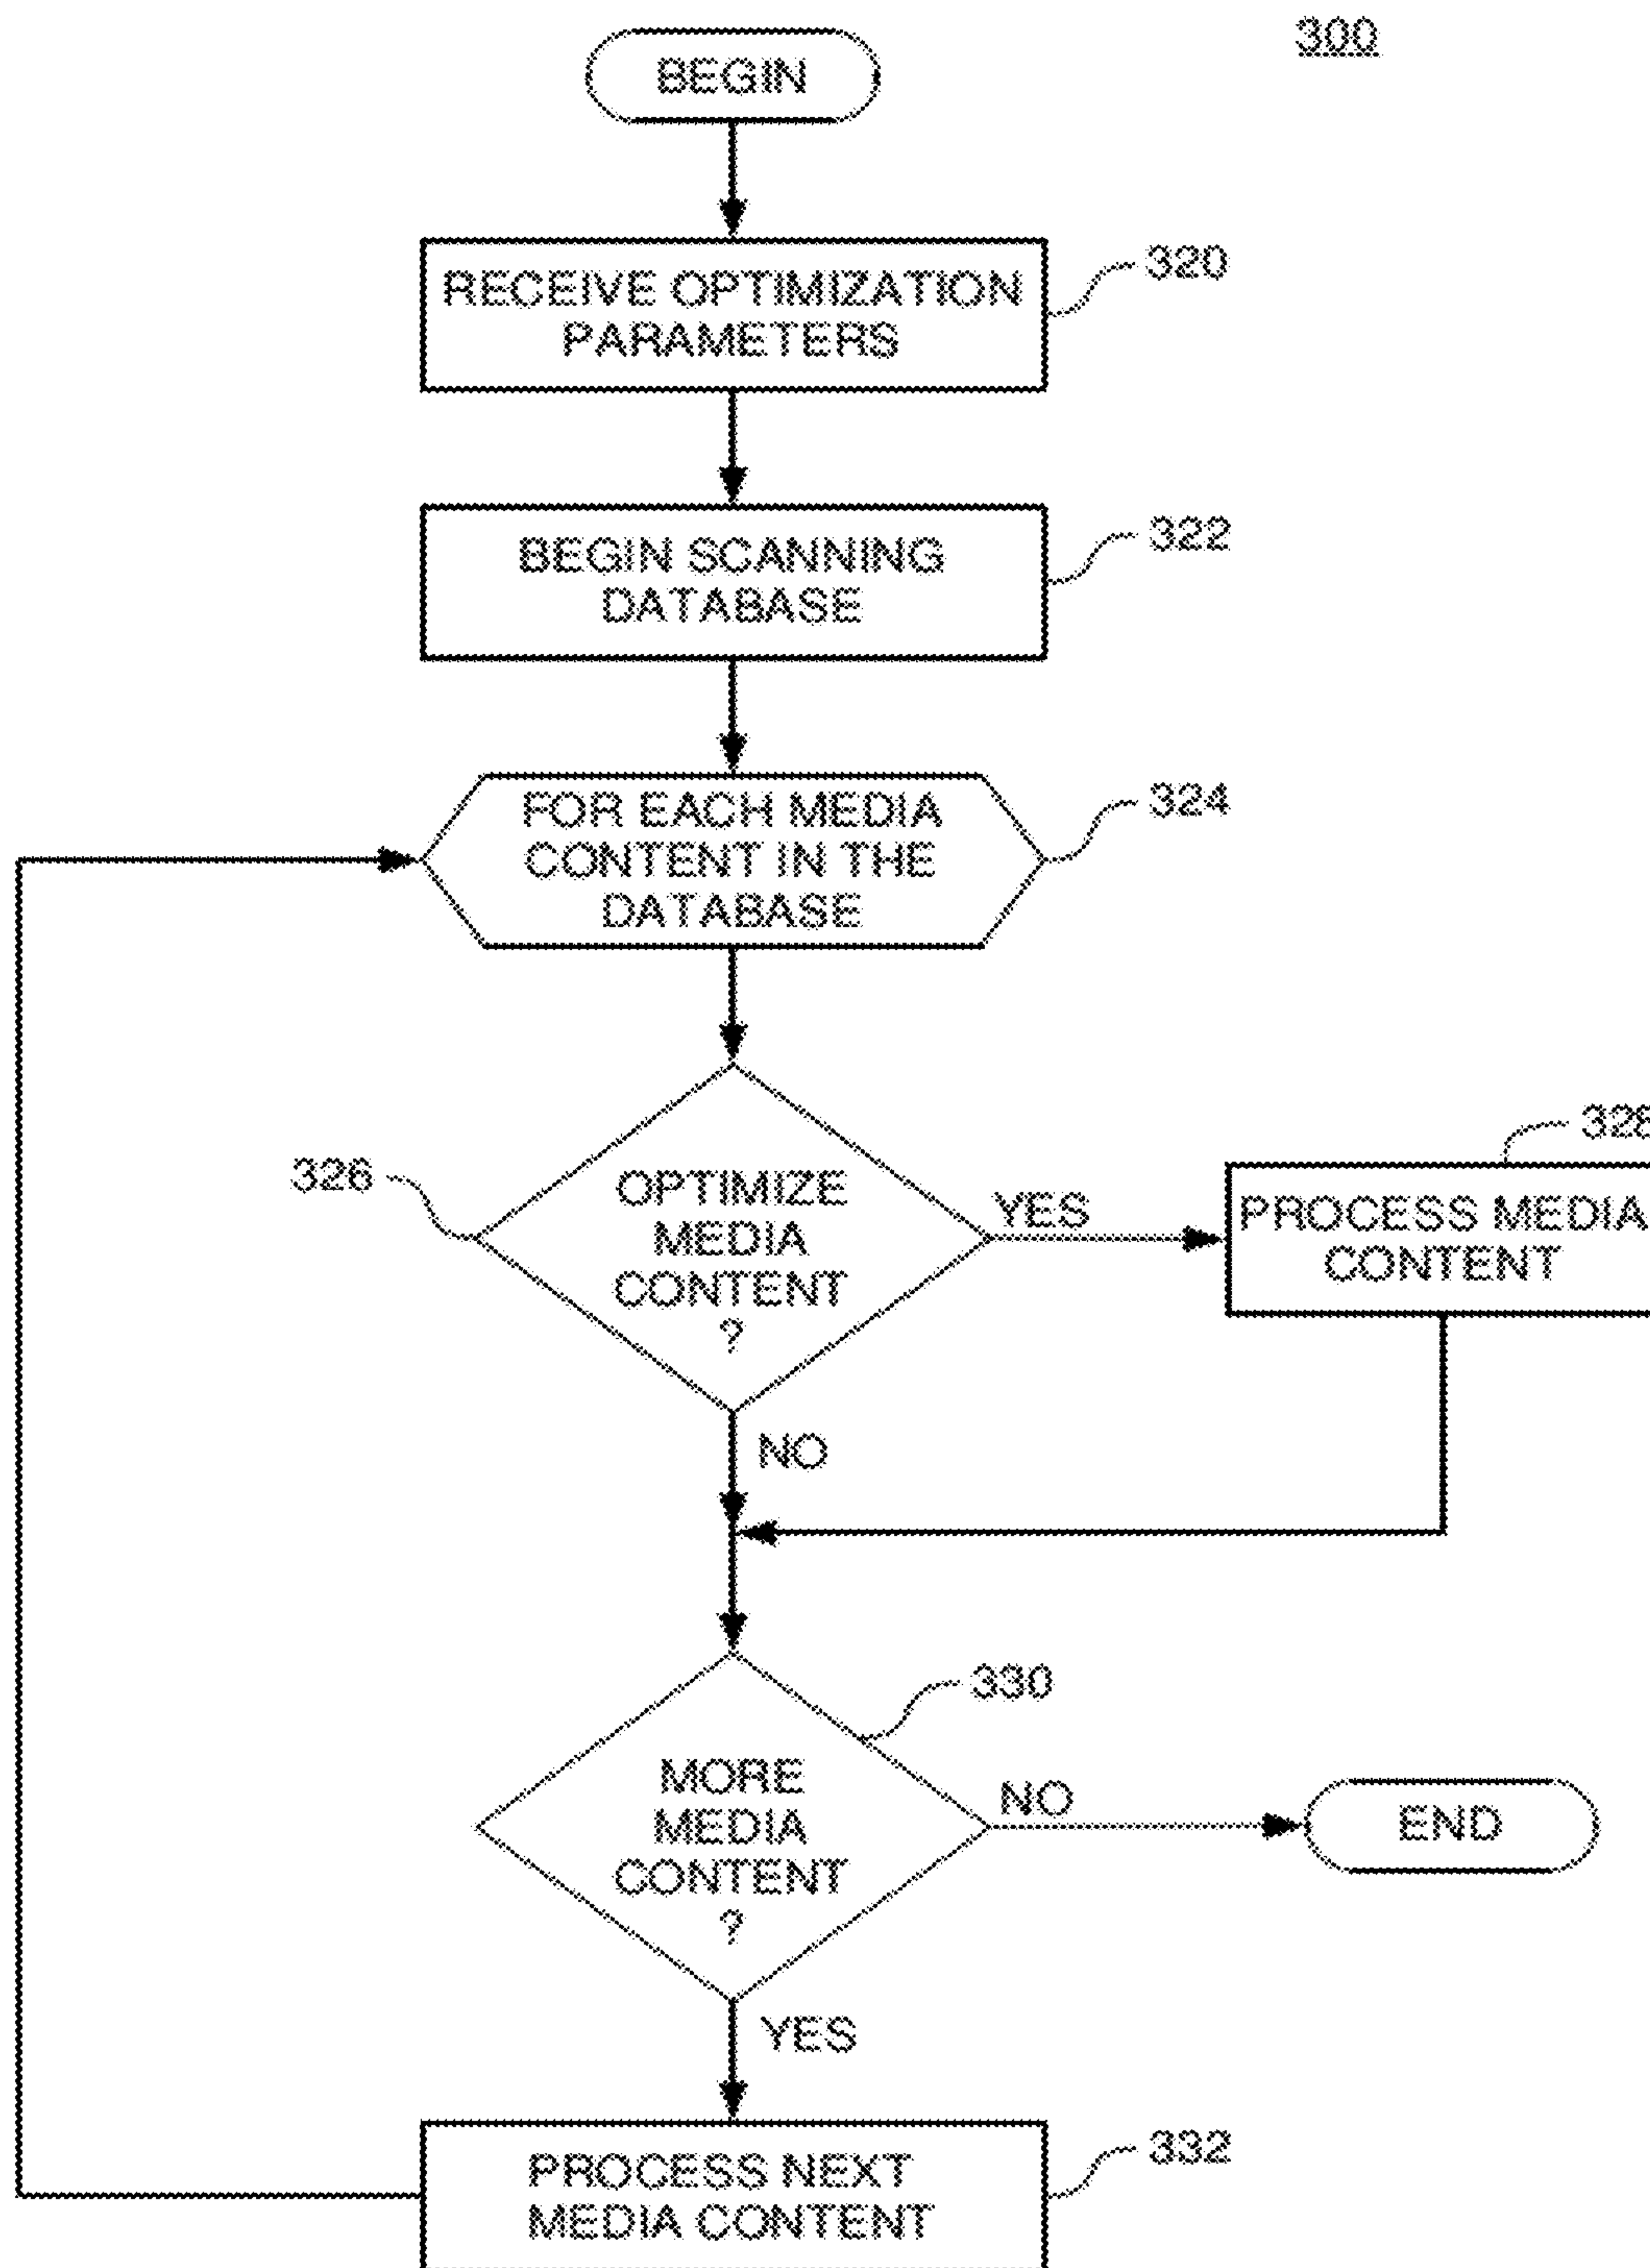 300
BEGIN
RECEIVE OPTIMIZATION
PARAMETERS
320
BEGIN SCANNING
DATABASE
322
FOR EACH MEDIA
CONTENT IN THE
DATABASE
324
326
OPTIMIZE
MEDIA
CONTENT
?
YES
328
PROCESS MEDIA
CONTENT
NO
330
MORE
MEDIA
CONTENT
?
NO
END
YES
PROCESS NEXT
MEDIA CONTENT
332